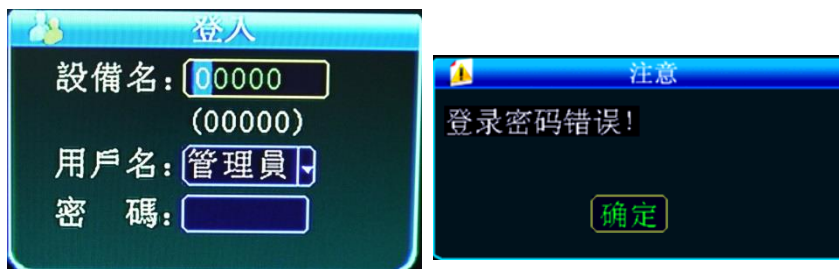 登入
設備名：00000
(00000)
用戶名：管理員
密　碼：
注意
登录密码错误！
确定